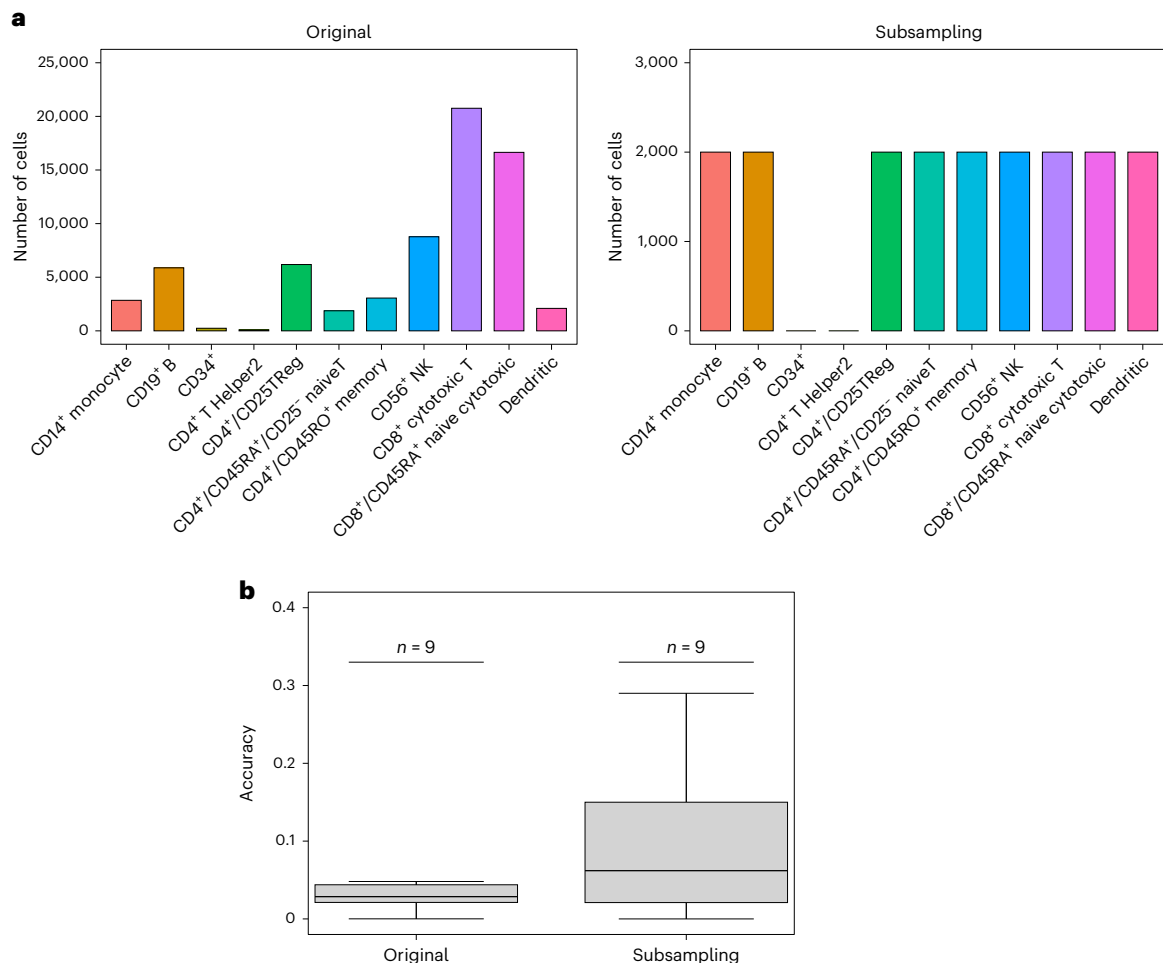 a
Original
Number of cells
25,000
20,000
15,000
10,000
5,000
0
CD14⁺ monocyte
CD19⁺ B
CD34⁺
CD4⁺ T Helper2
CD4⁺/CD25TReg
CD4⁺/CD45RA⁺/CD25⁻ naiveT
CD4⁺/CD45RO⁺ memory
CD56⁺ NK
CD8⁺ cytotoxic T
CD8⁺/CD45RA⁺ naive cytotoxic
Dendritic
Subsampling
Number of cells
3,000
2,000
1,000
0
CD14⁺ monocyte
CD19⁺ B
CD34⁺
CD4⁺ T Helper2
CD4⁺/CD25TReg
CD4⁺/CD45RA⁺/CD25⁻ naiveT
CD4⁺/CD45RO⁺ memory
CD56⁺ NK
CD8⁺ cytotoxic T
CD8⁺/CD45RA⁺ naive cytotoxic
Dendritic
b
Accuracy
0.4
0.3
0.2
0.1
0
n = 9
n = 9
Original
Subsampling